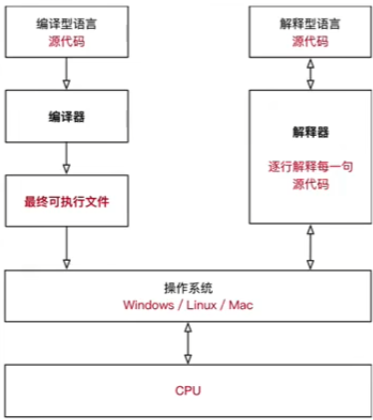 编译型语言
源代码
编译器
最终可执行文件
解释型语言
源代码
解释器
逐行解释每一句
源代码
操作系统
Windows / Linux / Mac
CPU